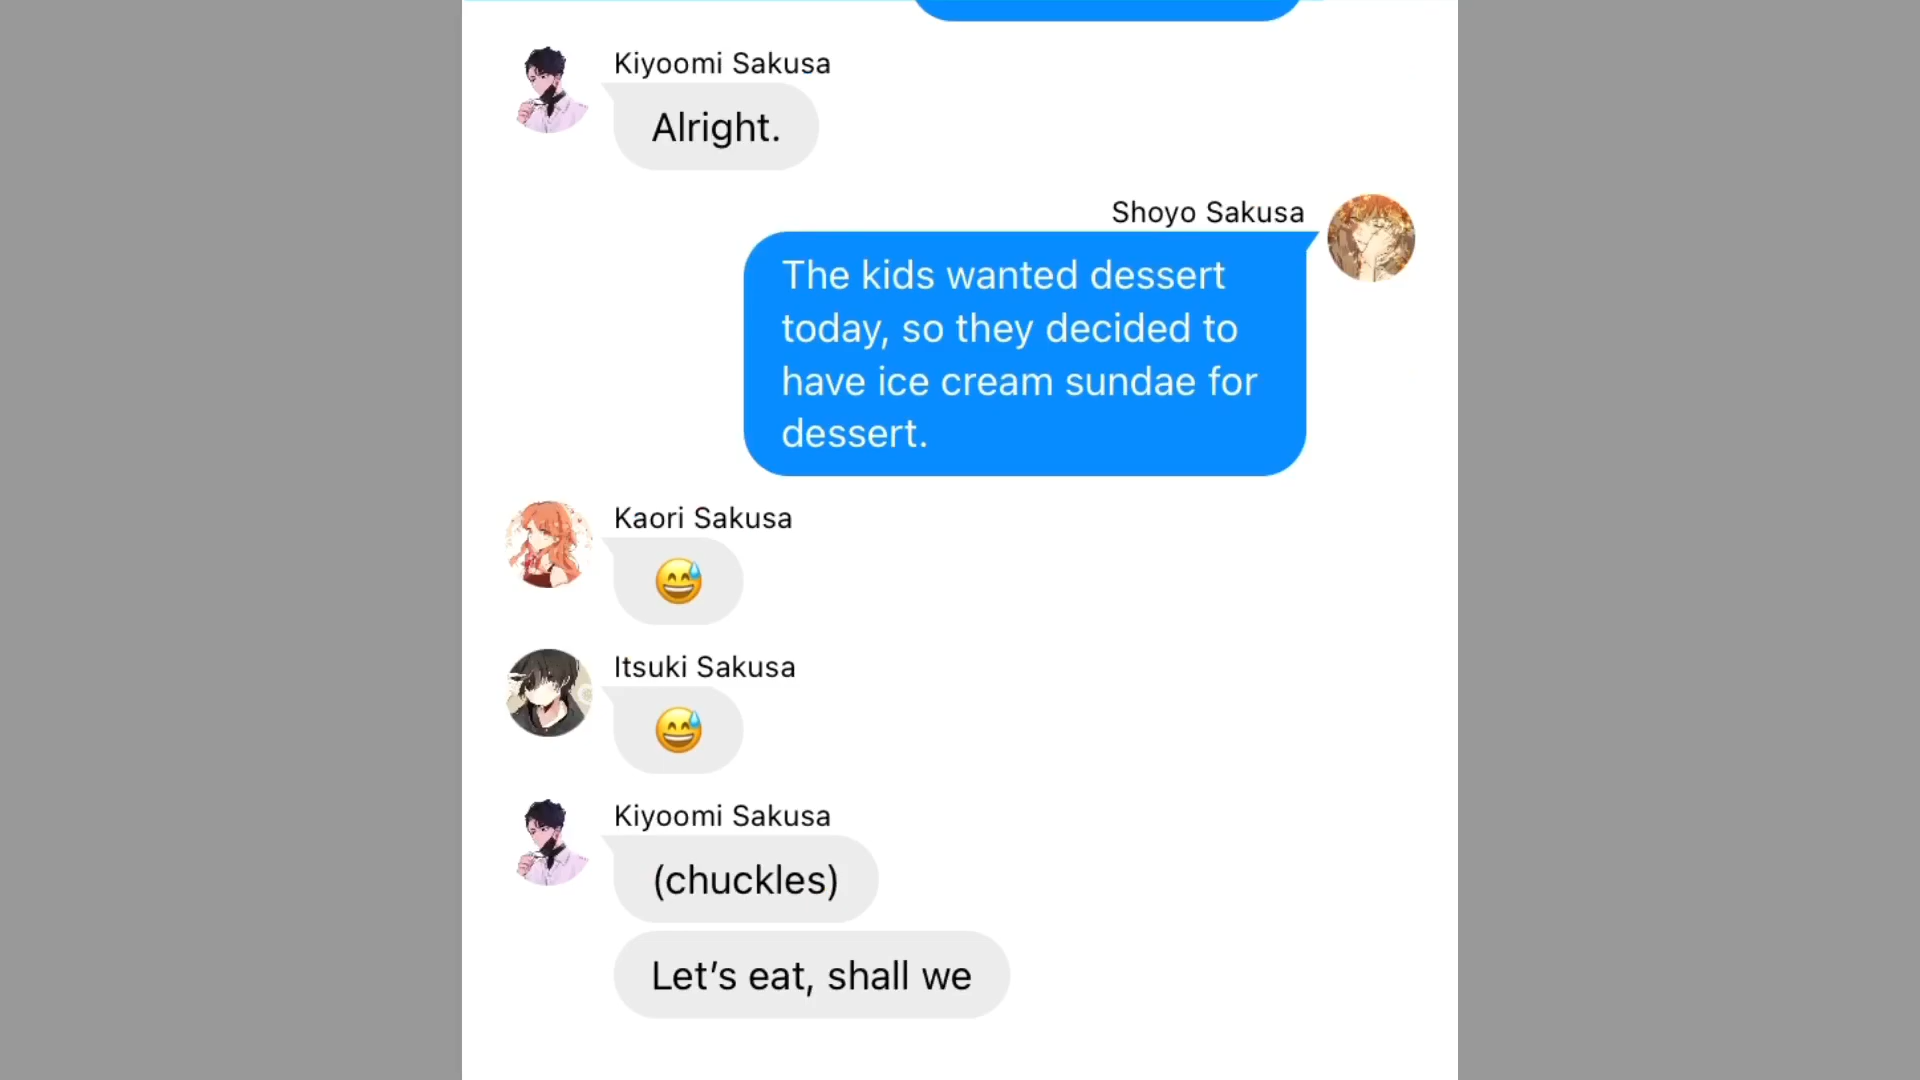 Kiyoomi Sakusa
Alright.
Shoyo Sakusa
The kids wanted dessert
today, so they decided to
have ice cream sundae for
dessert.
Kaori Sakusa
😅
Itsuki Sakusa
😅
Kiyoomi Sakusa
(chuckles)
Let’s eat, shall we